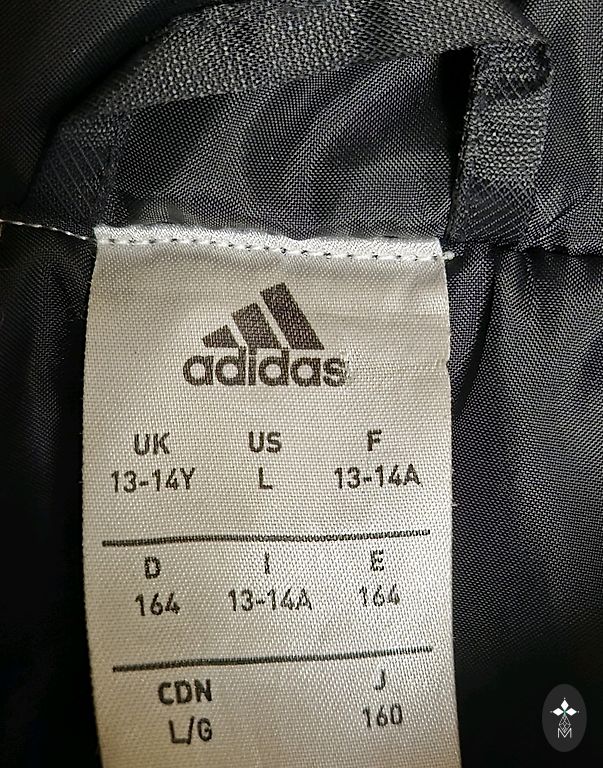 adidas
UK US F
13-14Y L 13-14A
D I E
164 13-14A 164
CDN J
L/G 160
M